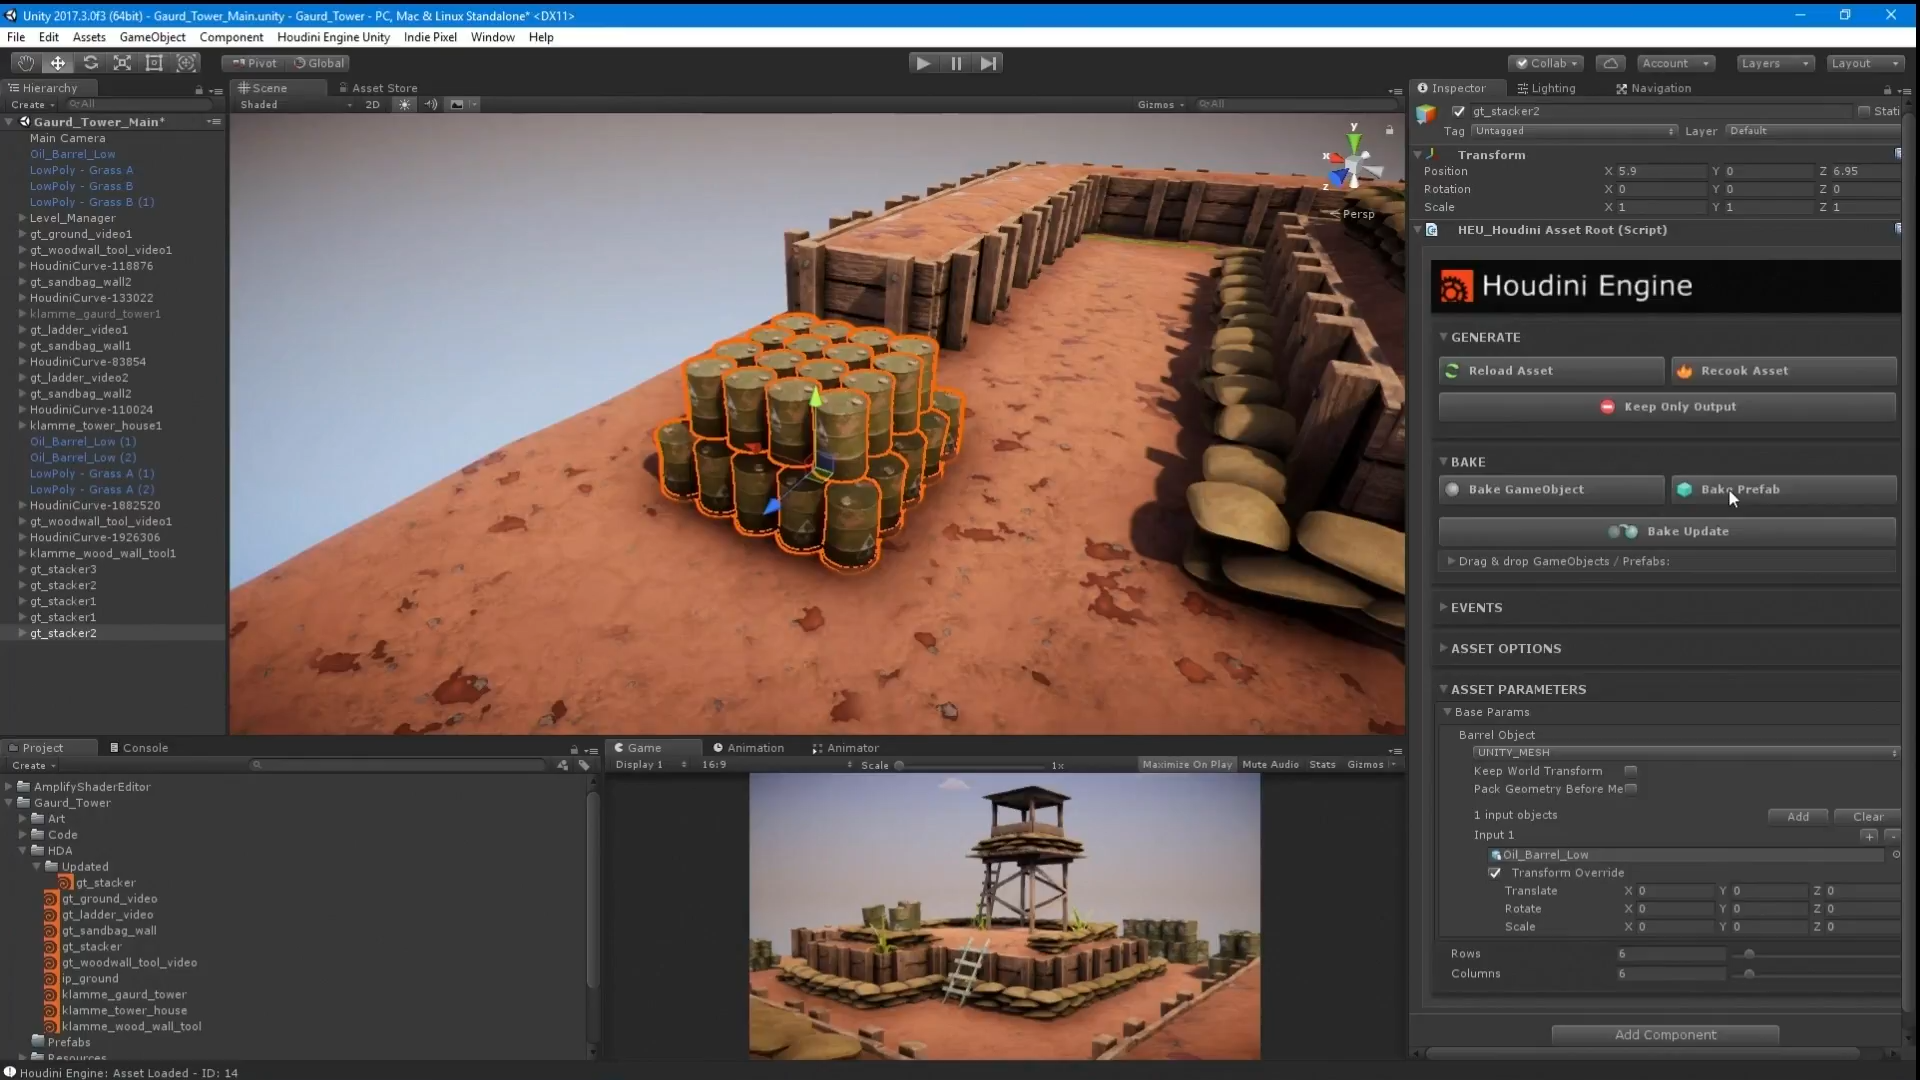 Unity 2017.3.0f3 (64bit) - Gaurd_Tower_Main.unity - Gaurd_Tower - PC, Mac & Linux Standalone* <DX11>
File Edit Assets GameObject Component Houdini Engine Unity Indie Pixel Window Help
Pivot Global Collab Account Layers Layout
Hierarchy
Create All
Gaurd_Tower_Main*
Main Camera
Oil_Barrel_Low
LowPoly - Grass A
LowPoly - Grass B
LowPoly - Grass B (1)
Level_Manager
gt_ground_video1
gt_woodwall_tool_video1
HoudiniCurve-118876
gt_sandbag_wall2
HoudiniCurve-133022
klamme_gaurd_tower1
gt_ladder_video1
gt_sandbag_wall1
HoudiniCurve-83854
gt_ladder_video2
gt_sandbag_wall2
HoudiniCurve-110024
klamme_tower_house1
Oil_Barrel_Low (1)
Oil_Barrel_Low (2)
LowPoly - Grass A (1)
LowPoly - Grass A (2)
HoudiniCurve-1882520
gt_woodwall_tool_video1
HoudiniCurve-1926306
klamme_wood_wall_tool1
gt_stacker3
gt_stacker2
gt_stacker1
gt_stacker1
gt_stacker2
Scene Asset Store
Shaded 2D Gizmos All
y
x
z
Persp
Project Console
Create
AmplifyShaderEditor
Gaurd_Tower
Art
Code
HDA
Updated
gt_stacker
gt_ground_video
gt_ladder_video
gt_sandbag_wall
gt_stacker
gt_woodwall_tool_video
ip_ground
klamme_gaurd_tower
klamme_tower_house
klamme_wood_wall_tool
Prefabs
Resources
Game Animation Animator
Display 1 16:9 Scale 1x Maximize On Play Mute Audio Stats Gizmos
Inspector Lighting Navigation
gt_stacker2 Stati
Tag Untagged Layer Default
Transform
Position X 5.9 Y 0 Z 6.95
Rotation X 0 Y 0 Z 0
Scale X 1 Y 1 Z 1
HEU_Houdini Asset Root (Script)
Houdini Engine
GENERATE
Reload Asset Recook Asset
Keep Only Output
BAKE
Bake GameObject Bake Prefab
Bake Update
Drag & drop GameObjects / Prefabs:
EVENTS
ASSET OPTIONS
ASSET PARAMETERS
Base Params
Barrel Object
UNITY_MESH
Keep World Transform
Pack Geometry Before Me
1 input objects Add Clear
Input 1 + -
Oil_Barrel_Low
Transform Override
Translate X 0 Y 0 Z 0
Rotate X 0 Y 0 Z 0
Scale X 0 Y 0 Z 0
Rows 6
Columns 6
Add Component
Houdini Engine: Asset Loaded - ID: 14